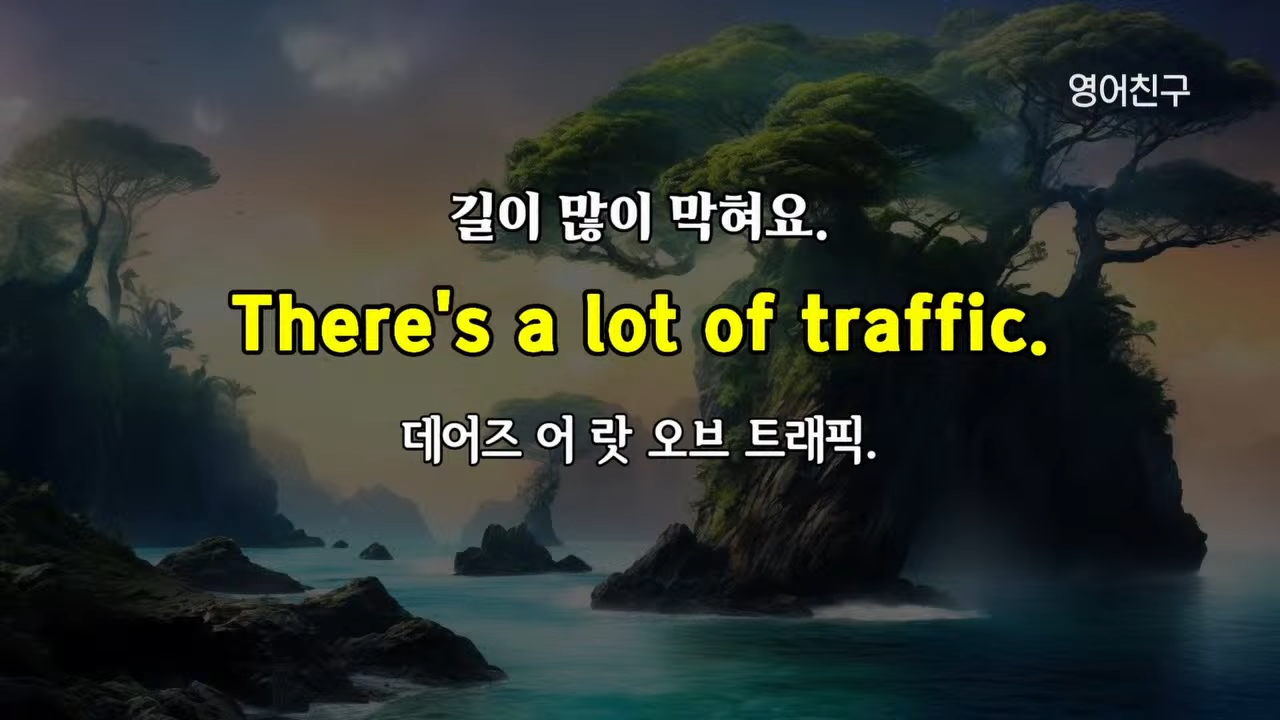 영어친구
길이 많이 막혀요.
There's a lot of traffic.
데어즈 어 랏 오브 트래픽.